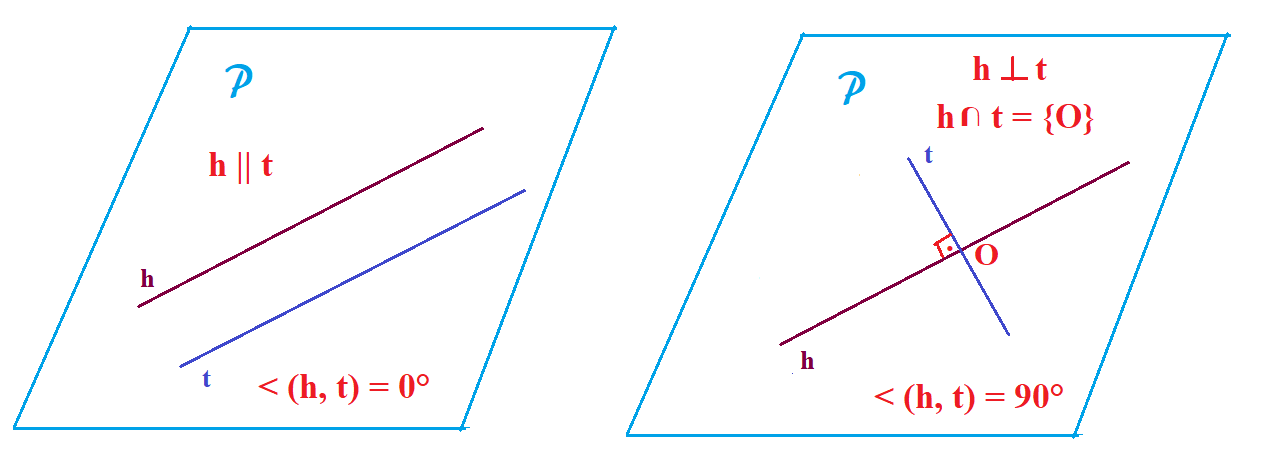 𝒫
h || t
h
t
< (h, t) = 0°
𝒫
h ⊥ t
h ∩ t = {O}
t
O
h
< (h, t) = 90°